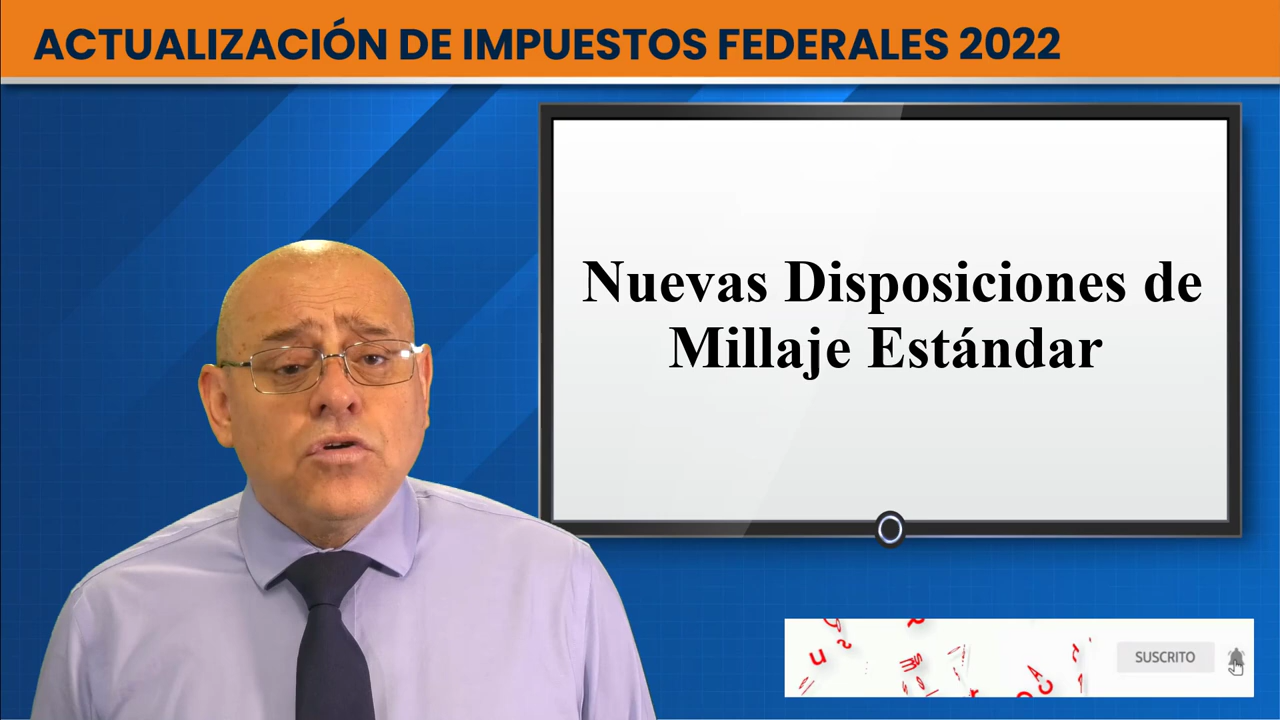 ACTUALIZACIÓN DE IMPUESTOS FEDERALES 2022
Nuevas Disposiciones de
Millaje Estándar
SUSCRITO